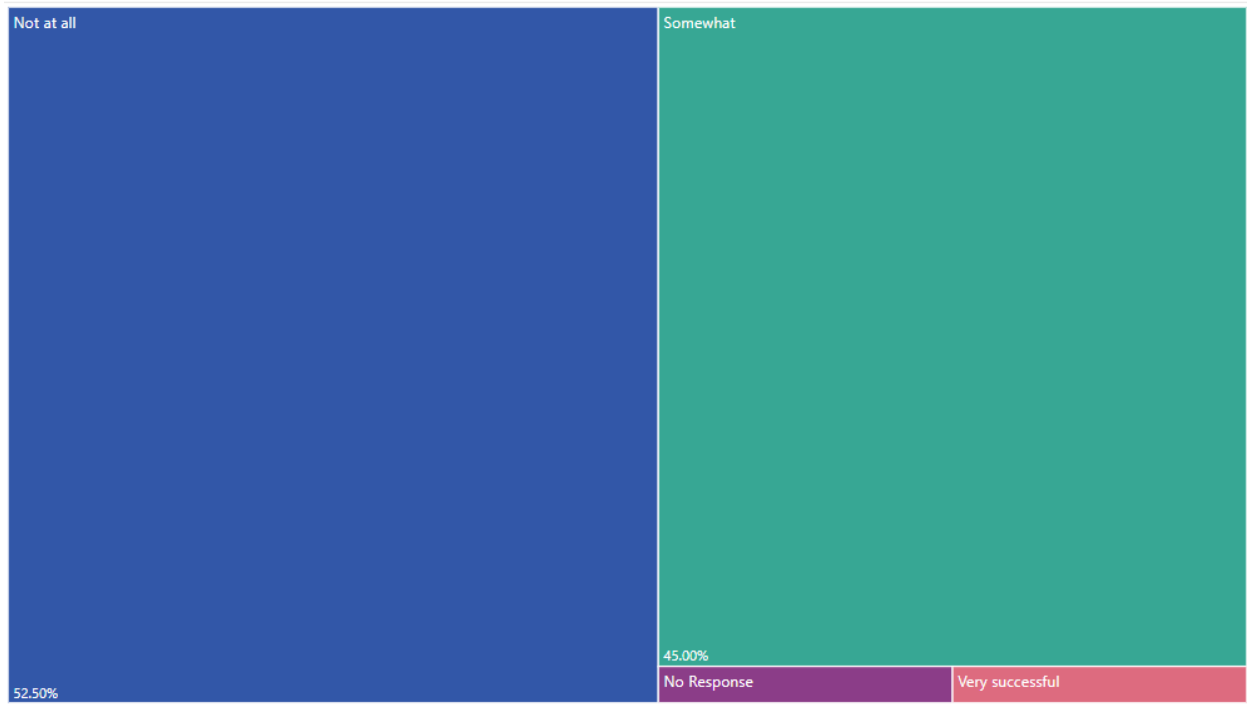 Not at all
52.50%
Somewhat
45.00%
No Response
Very successful